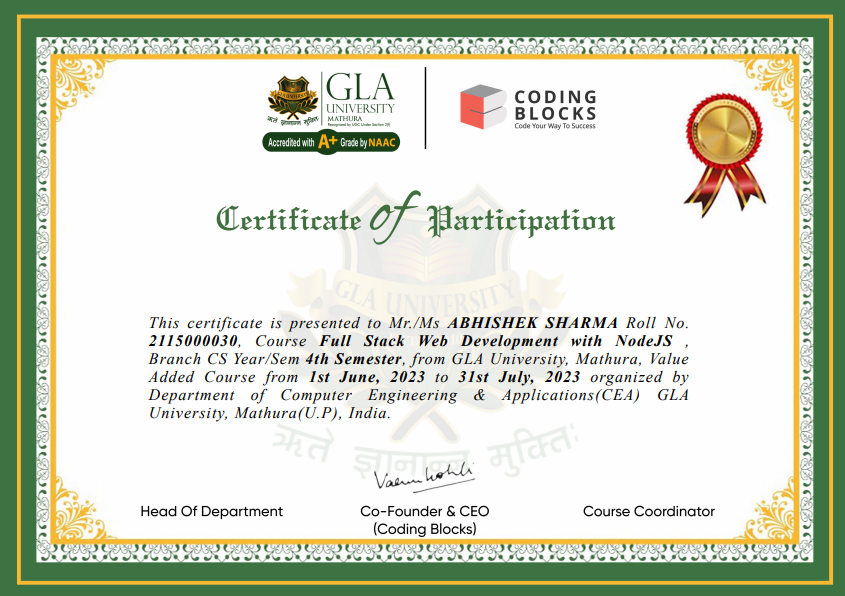 GLA
UNIVERSITY
MATHURA
Recognised by UGC Under Section 2(f)
ऋते ज्ञानान्न मुक्तिः
Accredited with A+ Grade by NAAC
CODING
BLOCKS
Code Your Way To Success
Certificate of Participation
GLA UNIVERSITY
This certificate is presented to Mr./Ms ABHISHEK SHARMA Roll No.
2115000030, Course Full Stack Web Development with NodeJS ,
Branch CS Year/Sem 4th Semester, from GLA University, Mathura, Value
Added Course from 1st June, 2023 to 31st July, 2023 organized by
Department of Computer Engineering & Applications(CEA) GLA
University, Mathura(U.P), India.
ऋते ज्ञानान्न मुक्तिः
Head Of Department
Co-Founder & CEO
(Coding Blocks)
Course Coordinator